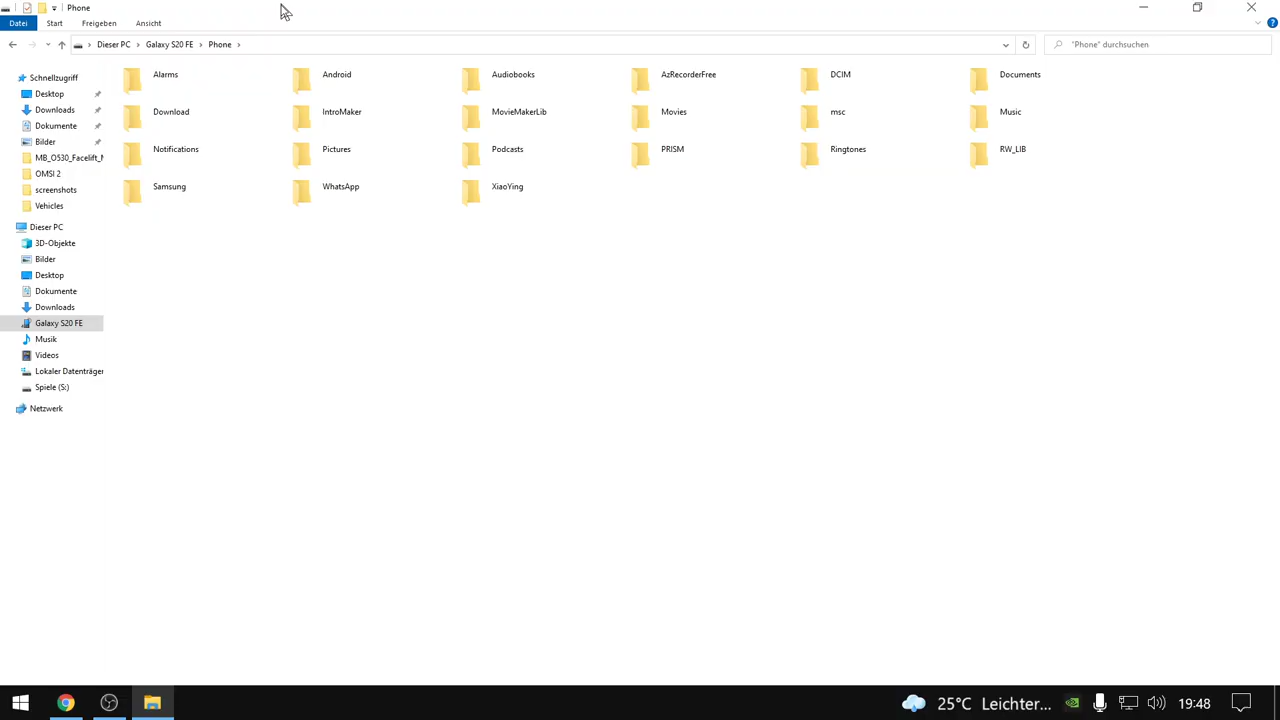 Phone
Datei Start Freigeben Ansicht
Dieser PC Galaxy S20 FE Phone
"Phone" durchsuchen
Schnellzugriff
Desktop
Downloads
Dokumente
Bilder
MB_O530_Facelift_
OMSI 2
screenshots
Vehicles
Dieser PC
3D-Objekte
Bilder
Desktop
Dokumente
Downloads
Galaxy S20 FE
Musik
Videos
Lokaler Datenträger
Spiele (S:)
Netzwerk
Alarms Android Audiobooks AzRecorderFree DCIM Documents
Download IntroMaker MovieMakerLib Movies msc Music
Notifications Pictures Podcasts PRISM Ringtones RW_LIB
Samsung WhatsApp XiaoYing
25°C Leichter... 19:48